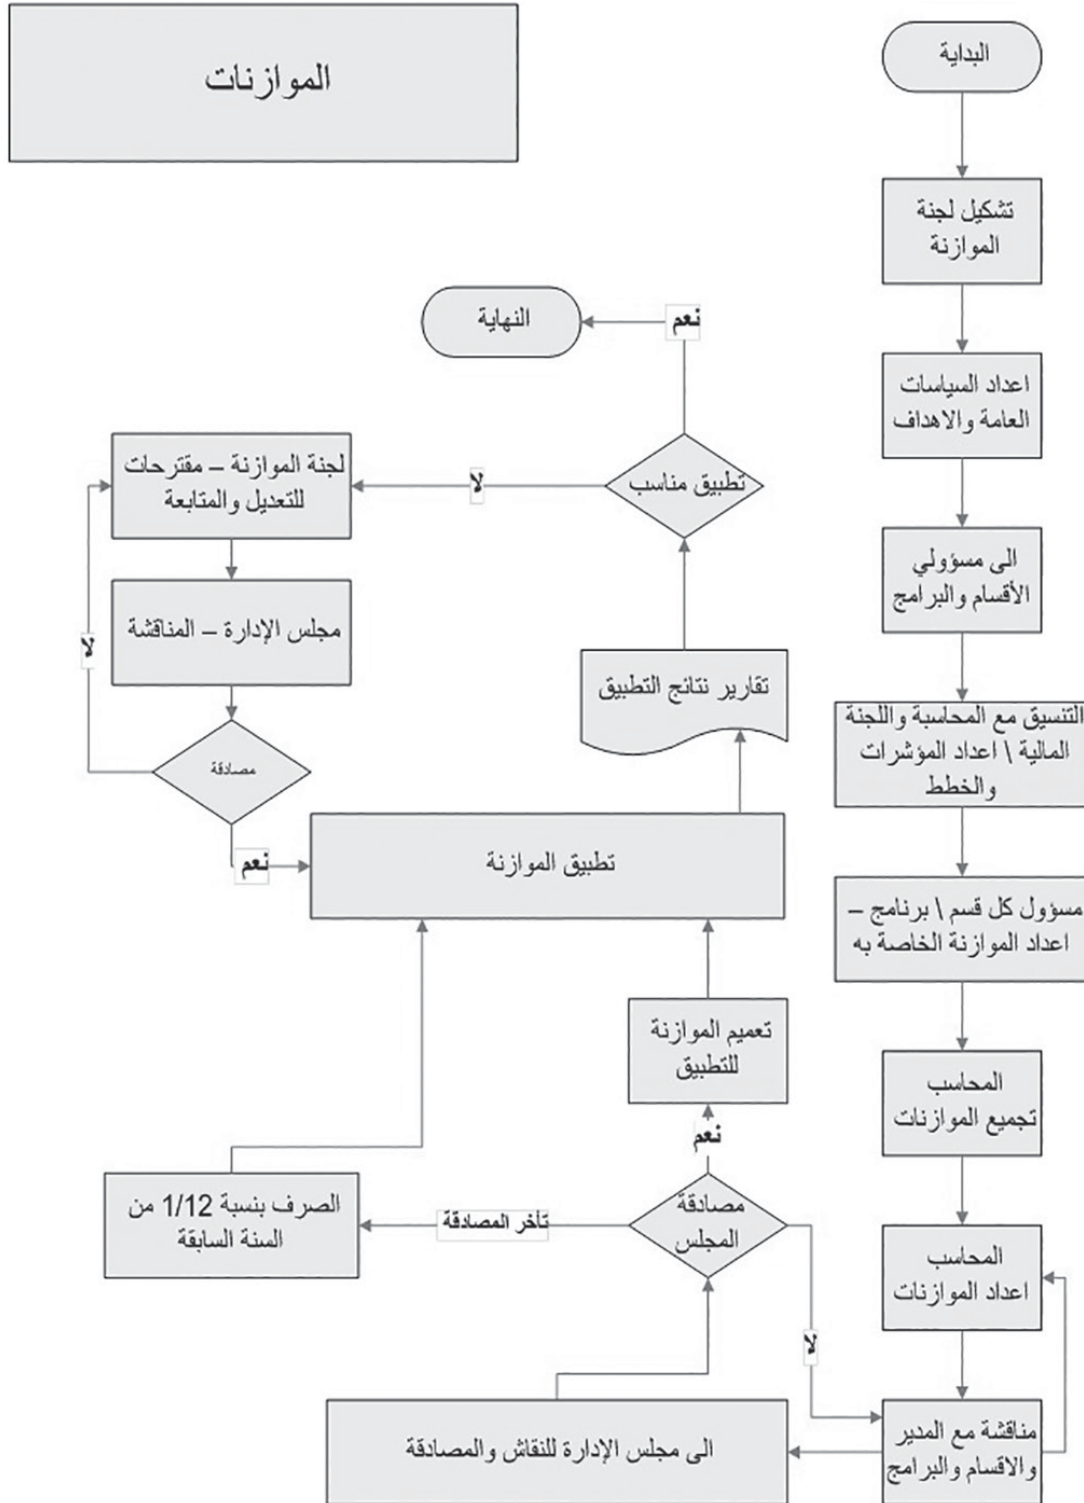 الموازنات
البداية
تشكيل لجنة
الموازنة
اعداد السياسات
العامة والاهداف
الى مسؤولي
الأقسام والبرامج
التنسيق مع المحاسبة واللجنة
المالية \ اعداد المؤشرات
والخطط
مسؤول كل قسم \ برنامج –
اعداد الموازنة الخاصة به
المحاسب
تجميع الموازنات
المحاسب
اعداد الموازنات
مناقشة مع المدير
والاقسام والبرامج
الى مجلس الإدارة للنقاش والمصادقة
مصادقة
المجلس
لا
تأخر المصادقة
الصرف بنسبة 1/12 من
السنة السابقة
نعم
تعميم الموازنة
للتطبيق
تطبيق الموازنة
تقارير نتائج التطبيق
تطبيق مناسب
نعم
النهاية
لا
لجنة الموازنة – مقترحات
للتعديل والمتابعة
مجلس الإدارة – المناقشة
مصادقة
لا
نعم